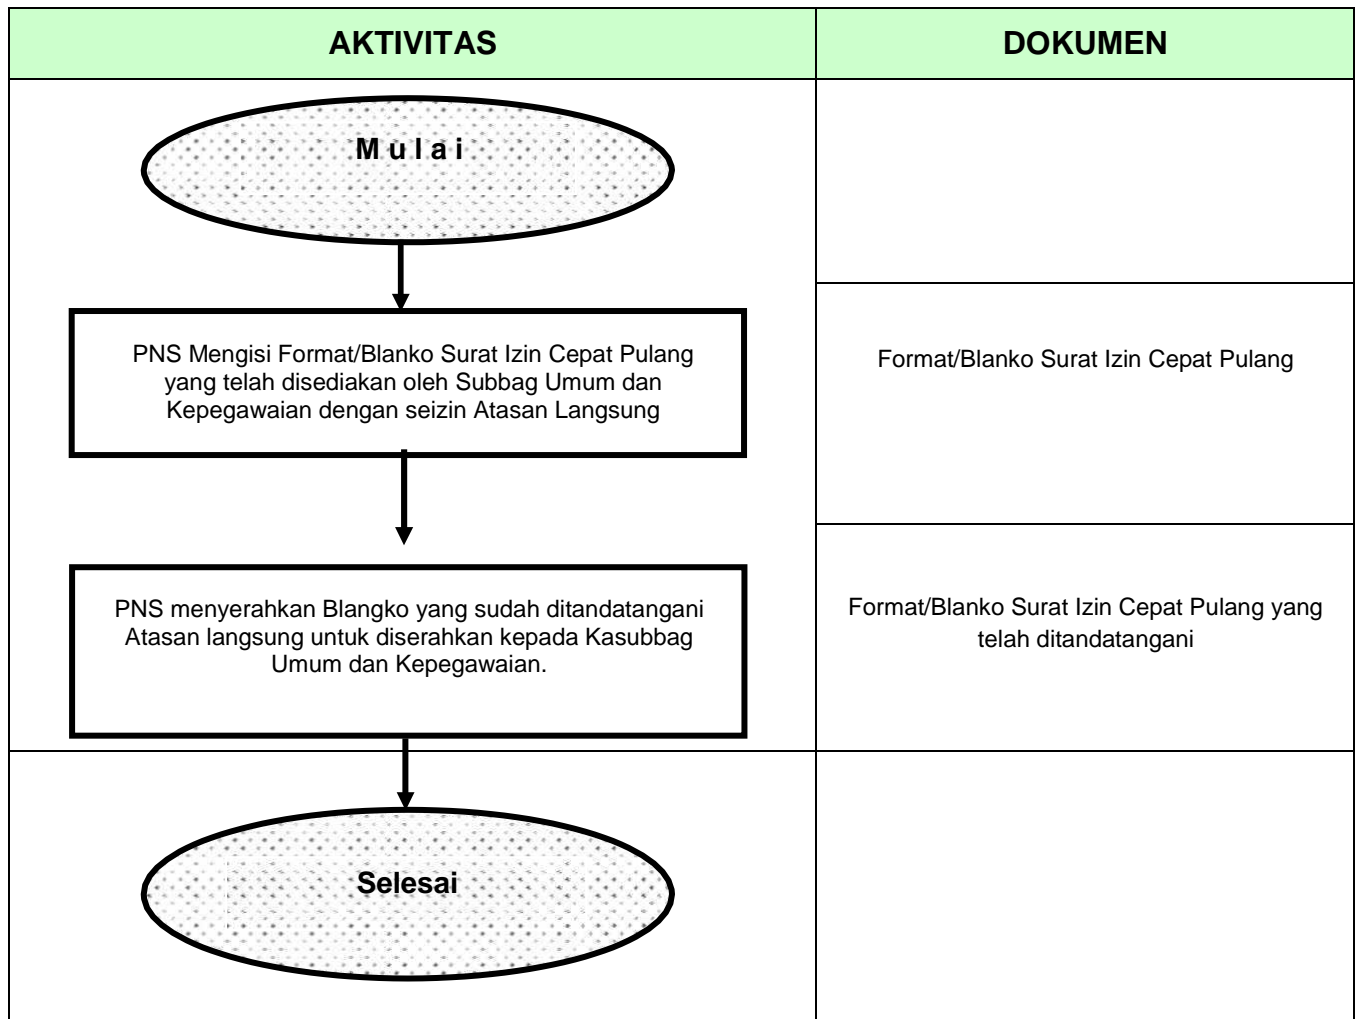 AKTIVITAS
DOKUMEN
M u l a i
PNS Mengisi Format/Blanko Surat Izin Cepat Pulang
yang telah disediakan oleh Subbag Umum dan
Kepegawaian dengan seizin Atasan Langsung
Format/Blanko Surat Izin Cepat Pulang
PNS menyerahkan Blangko yang sudah ditandatangani
Atasan langsung untuk diserahkan kepada Kasubbag
Umum dan Kepegawaian.
Format/Blanko Surat Izin Cepat Pulang yang
telah ditandatangani
Selesai